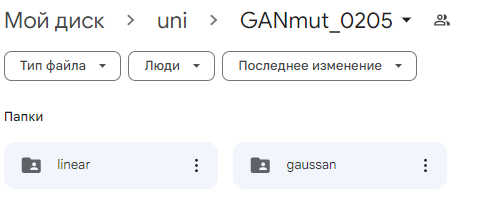 Мой диск > uni > GANmut_0205
Тип файла Люди Последнее изменение
Папки
linear gaussan